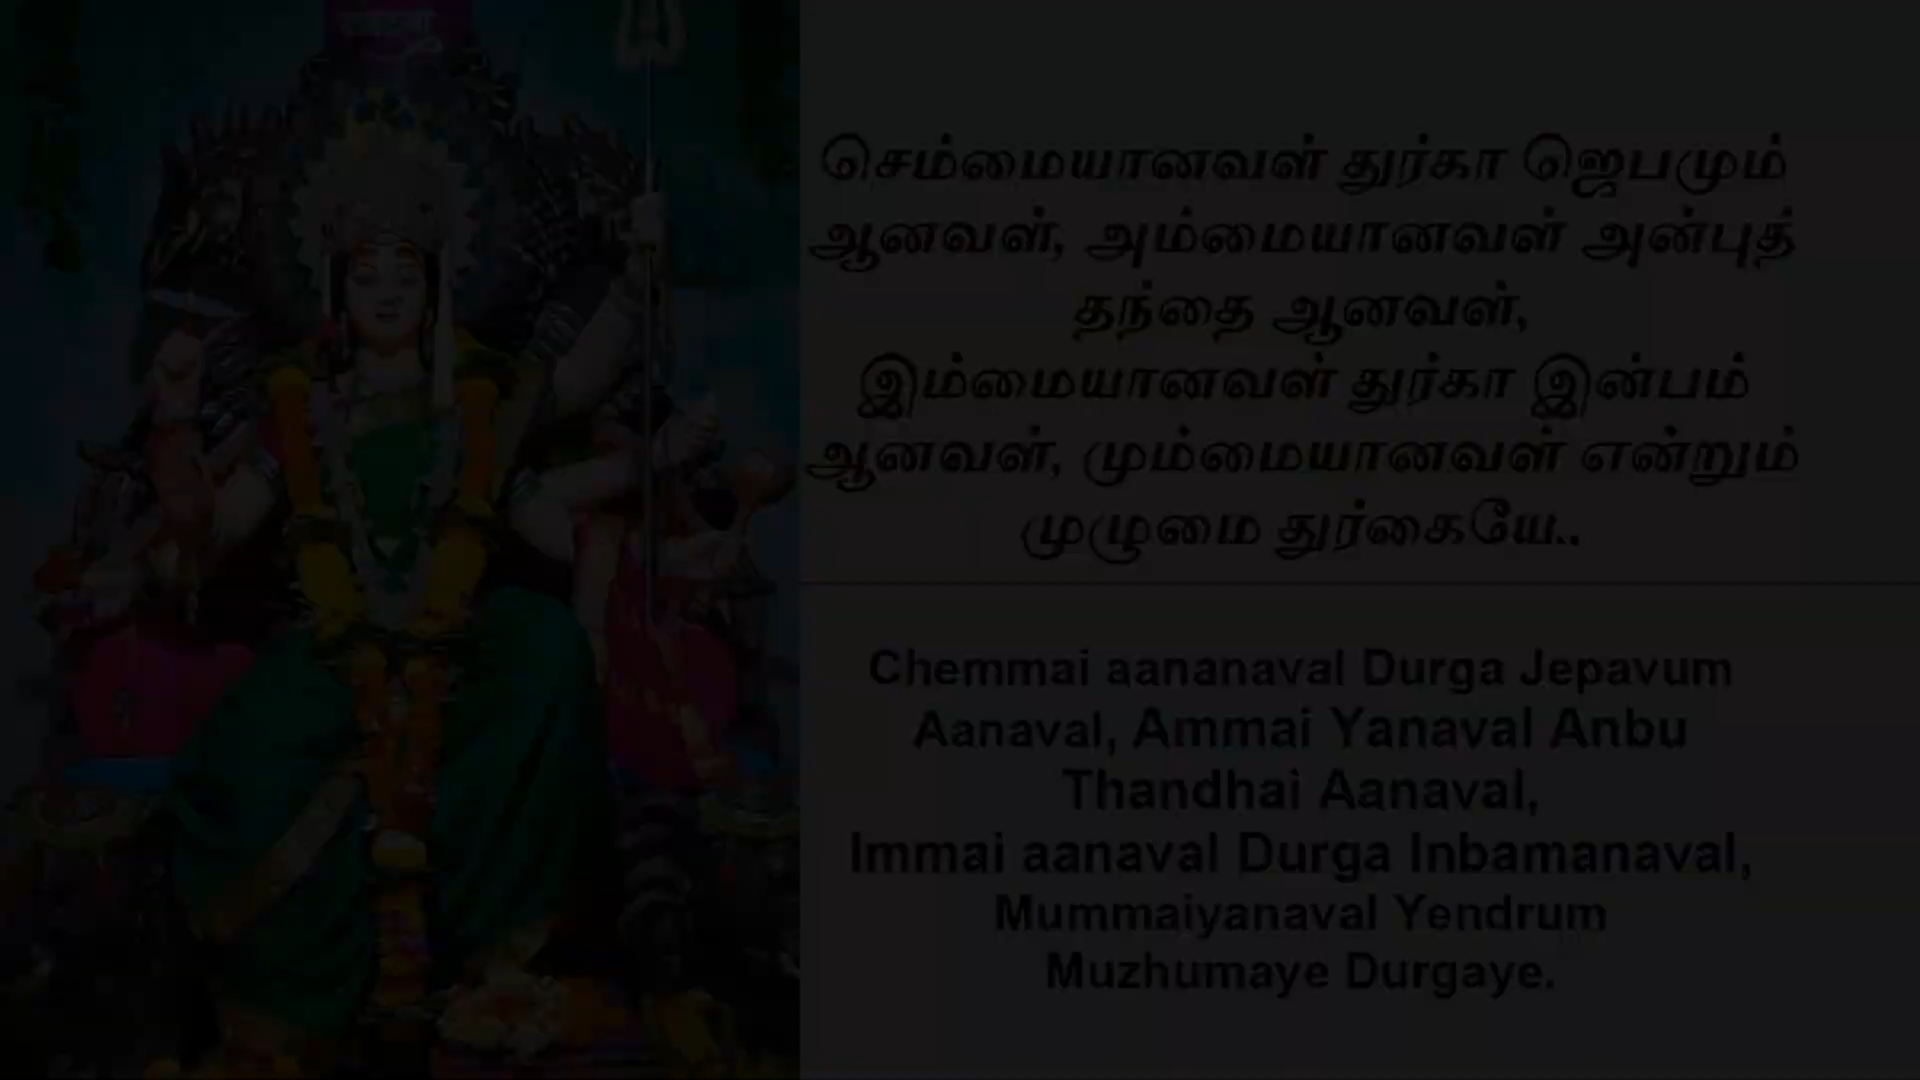 செம்மையானவள் துர்கா ஜெபமும்
ஆனவள், அம்மையானவள் அன்புத்
தந்தை ஆனவள்,
இம்மையானவள் துர்கா இன்பம்
ஆனவள், மும்மையானவள் என்றும்
முழுமை துர்கையே..
Chemmai aananaval Durga Jepavum
Aanaval, Ammai Yanaval Anbu
Thandhai Aanaval,
Immai aanaval Durga Inbamanaval,
Mummaiyanaval Yendrum
Muzhumaye Durgaye.